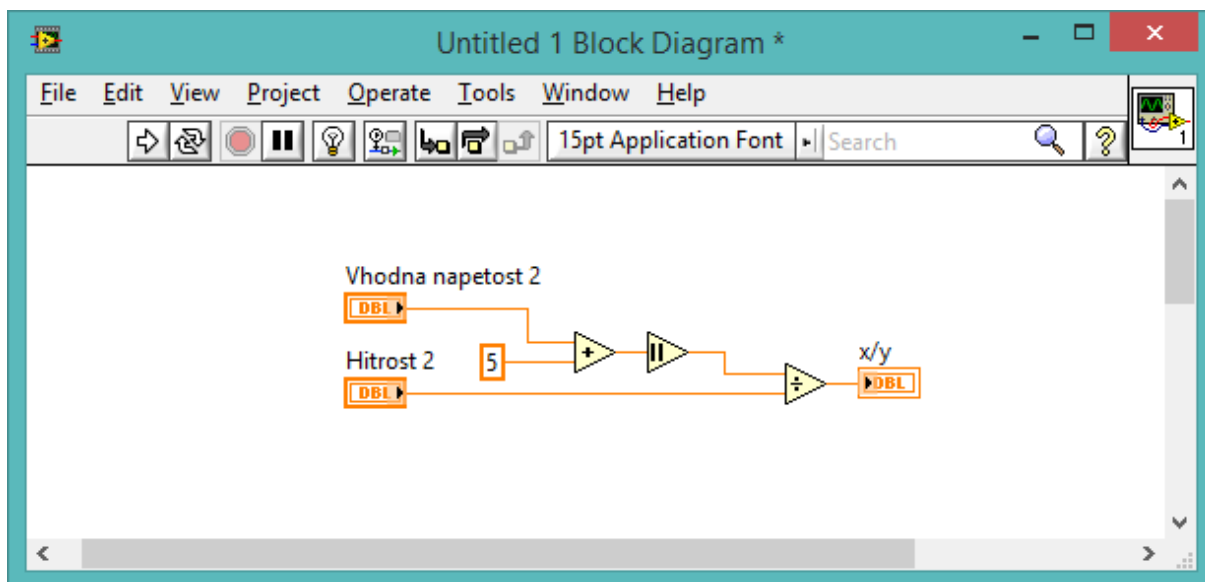 Untitled 1 Block Diagram *
File Edit View Project Operate Tools Window Help
15pt Application Font Search
1
Vhodna napetost 2
DBL
Hitrost 2
5
x/y
DBL
DBL